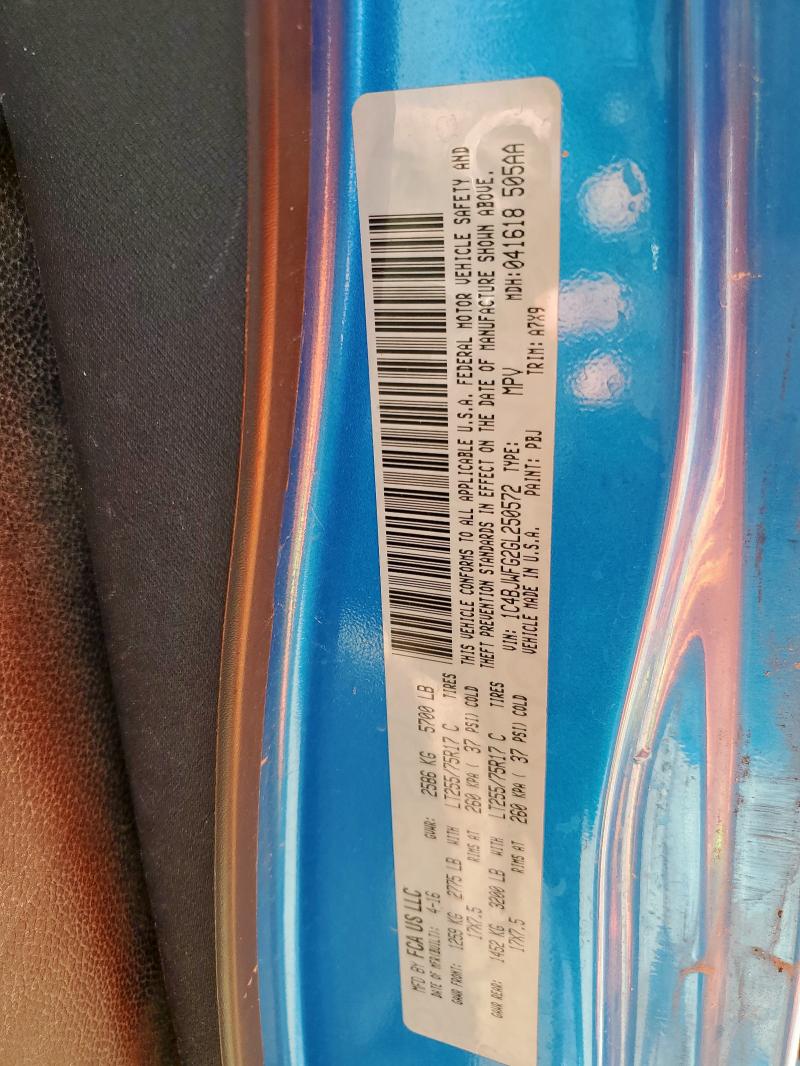 MFD BY FCA US LLC
DATE OF MFR(BUILT): 4-16 GVWR: 2586 KG 5700 LB
GAWR FRONT: 1259 KG 2775 LB WITH LT255/75R17 C TIRES
17X7.5 RIMS AT 260 KPA ( 37 PSI) COLD
GAWR REAR: 1452 KG 3200 LB WITH LT255/75R17 C TIRES
17X7.5 RIMS AT 260 KPA ( 37 PSI) COLD
THIS VEHICLE CONFORMS TO ALL APPLICABLE U.S.A. FEDERAL MOTOR VEHICLE SAFETY AND
THEFT PREVENTION STANDARDS IN EFFECT ON THE DATE OF MANUFACTURE SHOWN ABOVE.
VIN: 1C4BJWFG2GL250572 TYPE: MPV MDH:041618 505AA
VEHICLE MADE IN U.S.A. PAINT: PBJ TRIM: A7X9